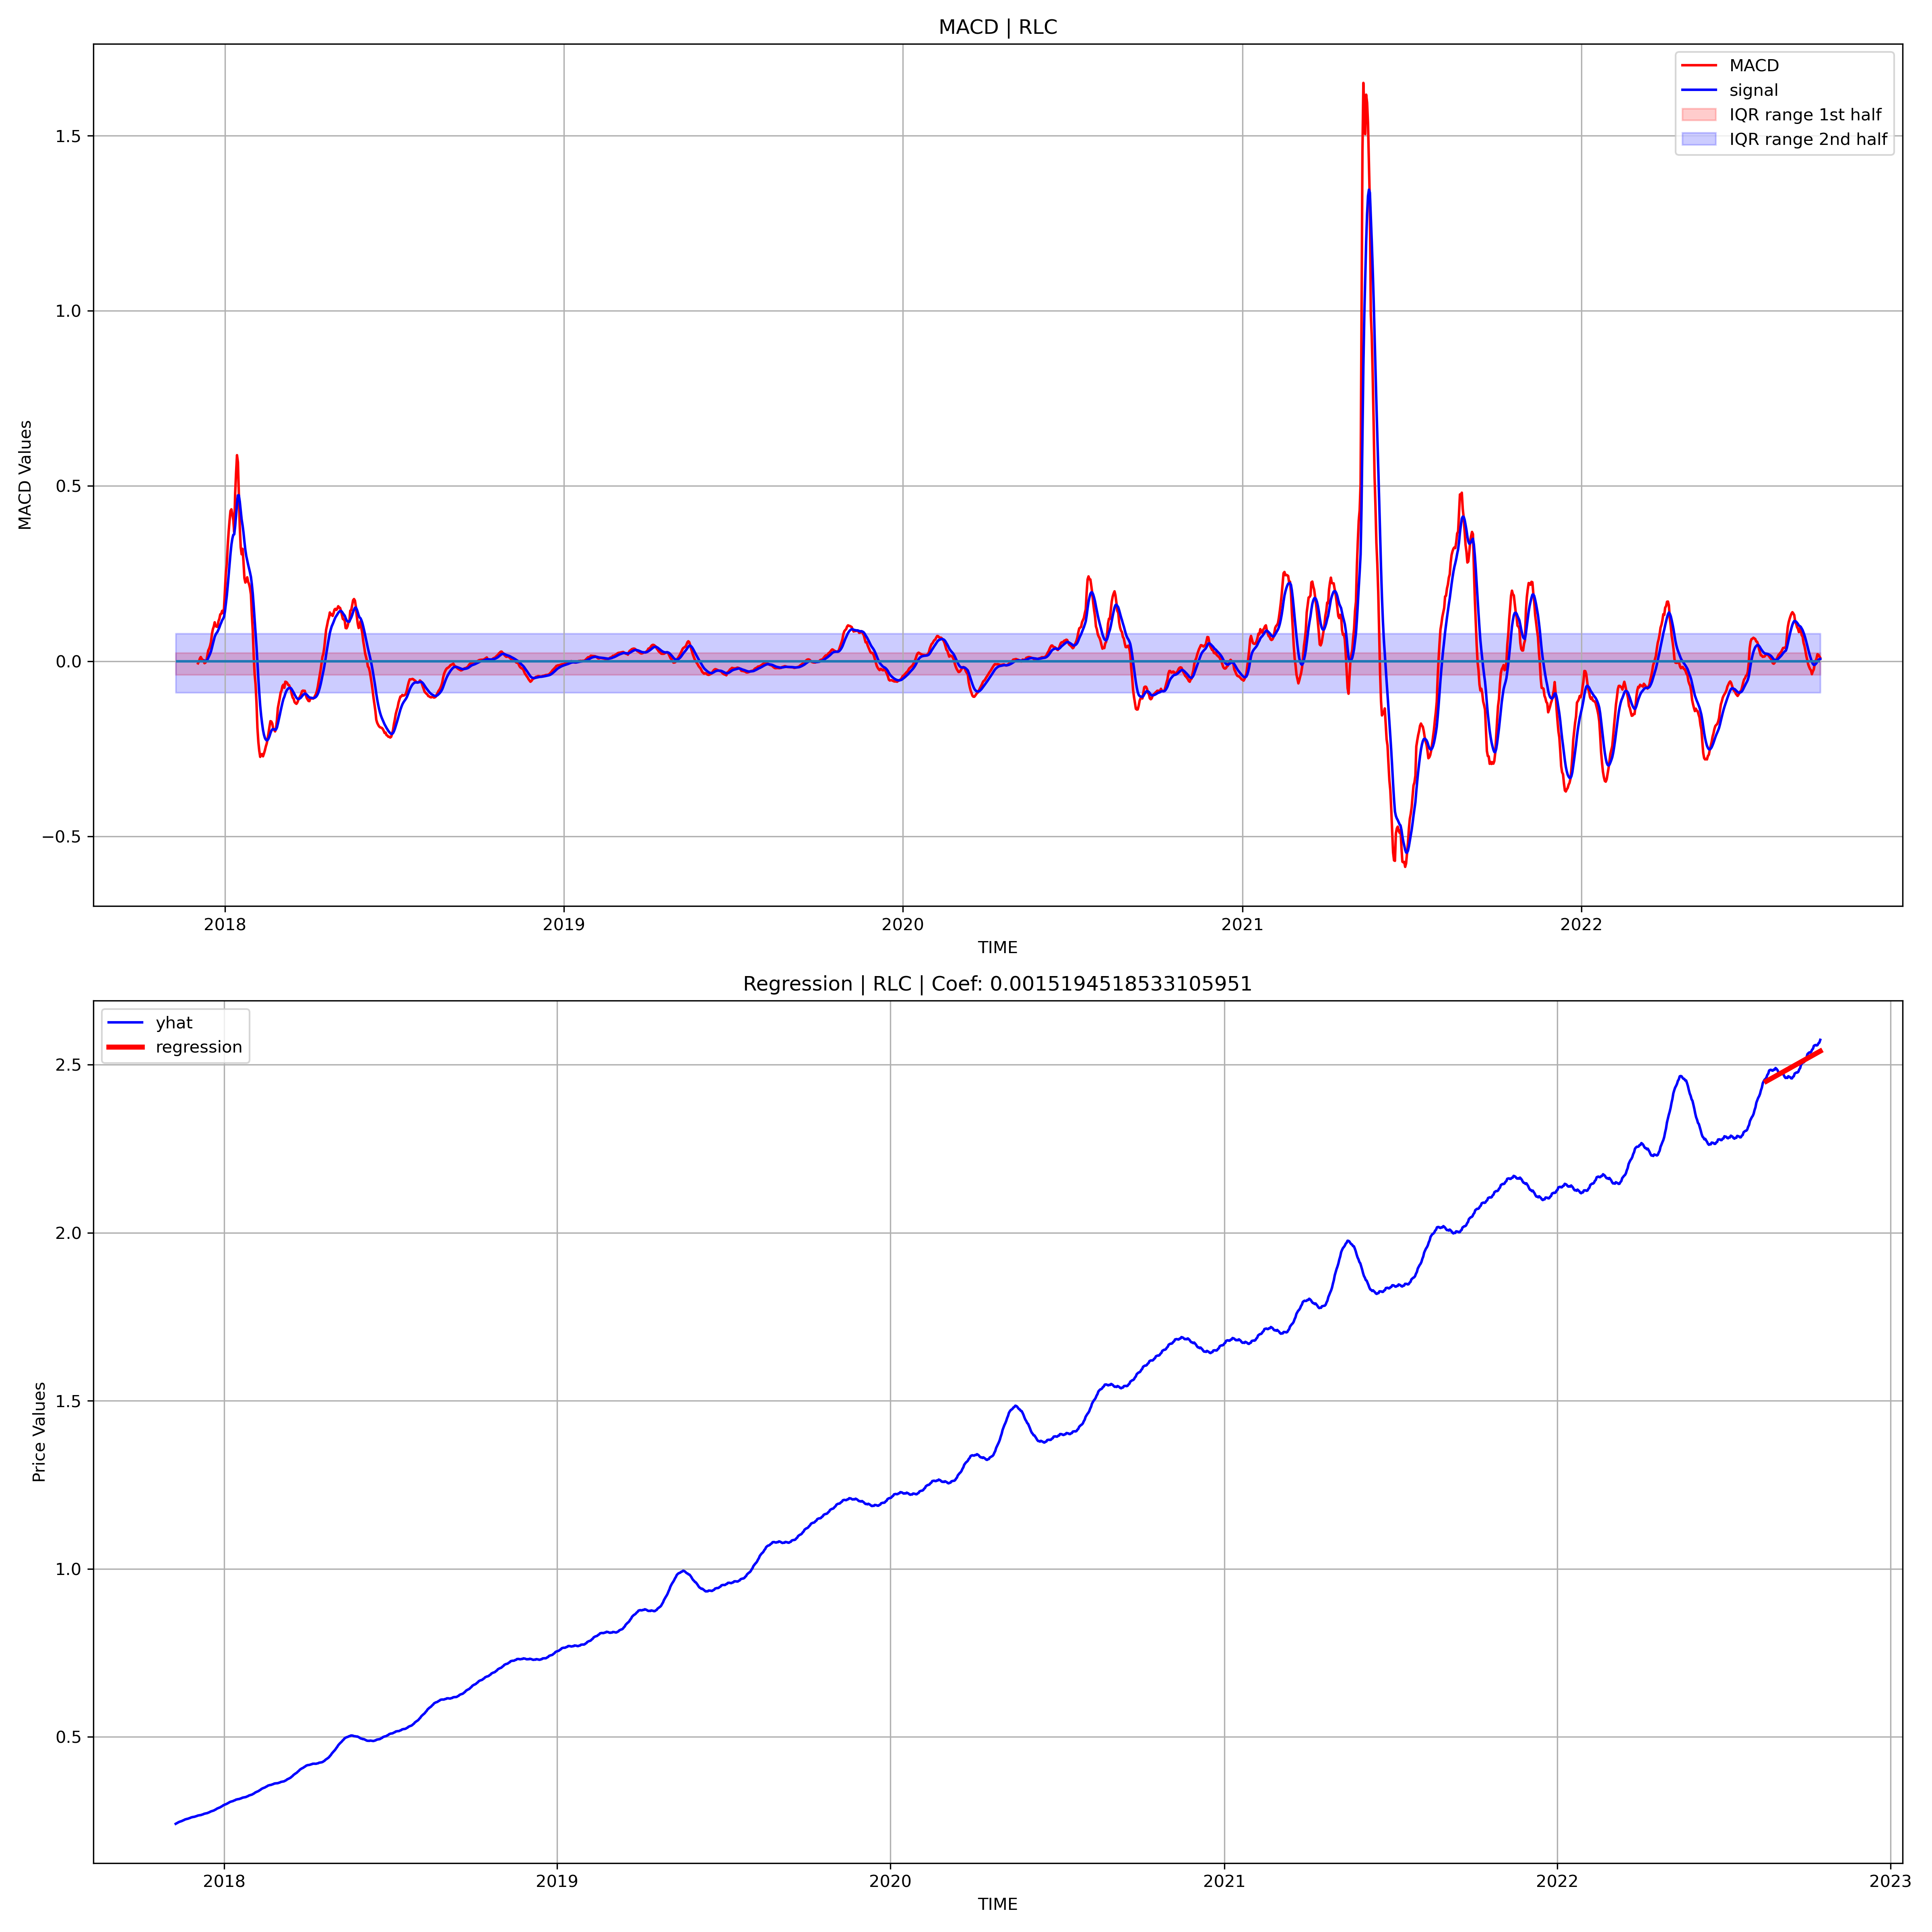 MACD | RLC
MACD
signal
IQR range 1st half
IQR range 2nd half
MACD Values
1.5
1.0
0.5
0.0
−0.5
2018 2019 2020 2021 2022
TIME
Regression | RLC | Coef: 0.0015194518533105951
yhat
regression
Price Values
2.5
2.0
1.5
1.0
0.5
2018 2019 2020 2021 2022 2023
TIME